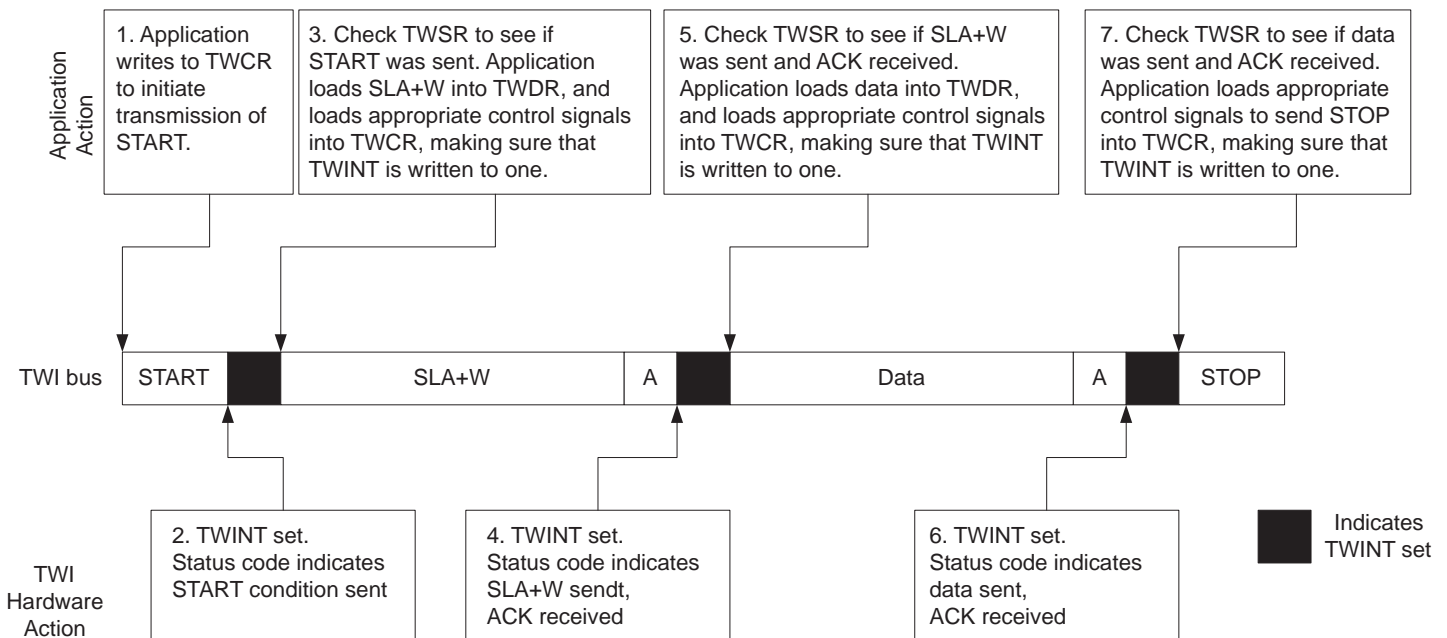 Application
Action
1. Application
writes to TWCR
to initiate
transmission of
START.
3. Check TWSR to see if
START was sent. Application
loads SLA+W into TWDR, and
loads appropriate control signals
into TWCR, making sure that
TWINT is written to one.
5. Check TWSR to see if SLA+W
was sent and ACK received.
Application loads data into TWDR,
and loads appropriate control signals
into TWCR, making sure that TWINT
is written to one.
7. Check TWSR to see if data
was sent and ACK received.
Application loads appropriate
control signals to send STOP
into TWCR, making sure that
TWINT is written to one.
TWI bus
START
SLA+W
A
Data
A
STOP
TWI
Hardware
Action
2. TWINT set.
Status code indicates
START condition sent
4. TWINT set.
Status code indicates
SLA+W sendt,
ACK received
6. TWINT set.
Status code indicates
data sent,
ACK received
Indicates
TWINT set